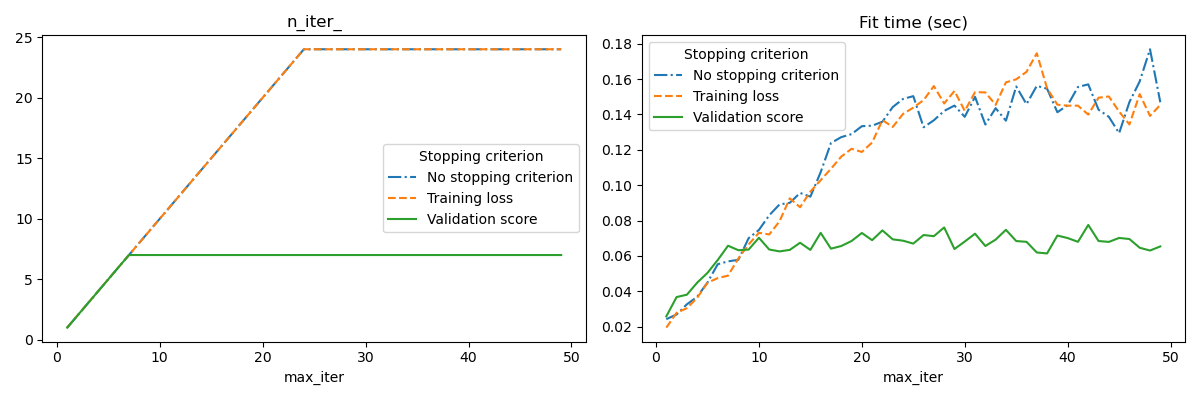 n_iter_
25
20
15
10
5
0
Stopping criterion
No stopping criterion
Training loss
Validation score
0
10
20
30
40
50
max_iter
Fit time (sec)
0.18
0.16
0.14
0.12
0.10
0.08
0.06
0.04
0.02
Stopping criterion
No stopping criterion
Training loss
Validation score
0
10
20
30
40
50
max_iter